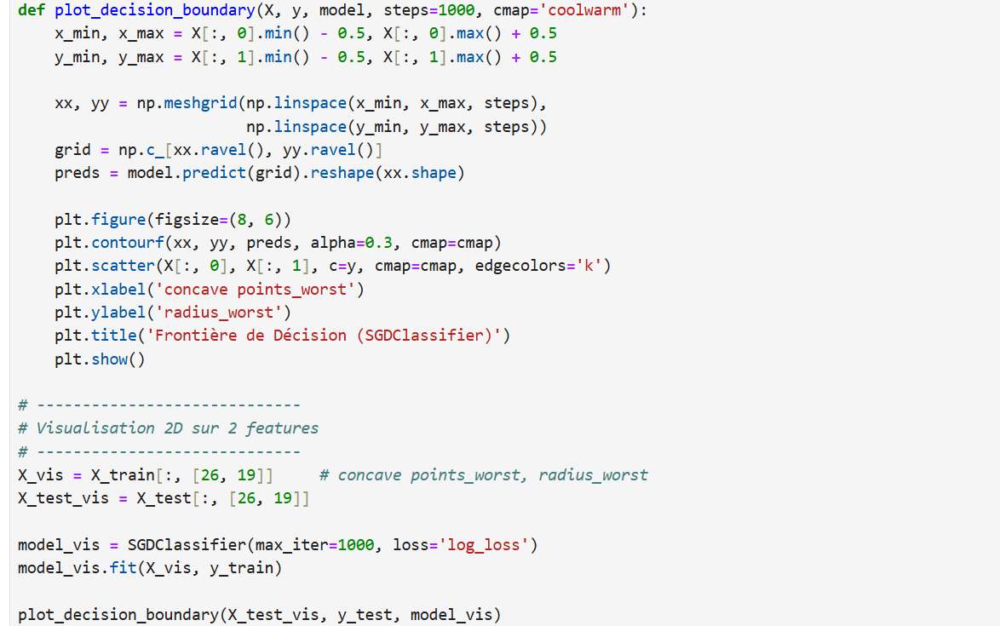 def plot_decision_boundary(X, y, model, steps=1000, cmap='coolwarm'):
    x_min, x_max = X[:, 0].min() - 0.5, X[:, 0].max() + 0.5
    y_min, y_max = X[:, 1].min() - 0.5, X[:, 1].max() + 0.5

    xx, yy = np.meshgrid(np.linspace(x_min, x_max, steps),
                         np.linspace(y_min, y_max, steps))
    grid = np.c_[xx.ravel(), yy.ravel()]
    preds = model.predict(grid).reshape(xx.shape)

    plt.figure(figsize=(8, 6))
    plt.contourf(xx, yy, preds, alpha=0.3, cmap=cmap)
    plt.scatter(X[:, 0], X[:, 1], c=y, cmap=cmap, edgecolors='k')
    plt.xlabel('concave points_worst')
    plt.ylabel('radius_worst')
    plt.title('Frontière de Décision (SGDClassifier)')
    plt.show()

# -----------------------------
# Visualisation 2D sur 2 features
# -----------------------------
X_vis = X_train[:, [26, 19]]     # concave points_worst, radius_worst
X_test_vis = X_test[:, [26, 19]]

model_vis = SGDClassifier(max_iter=1000, loss='log_loss')
model_vis.fit(X_vis, y_train)

plot_decision_boundary(X_test_vis, y_test, model_vis)